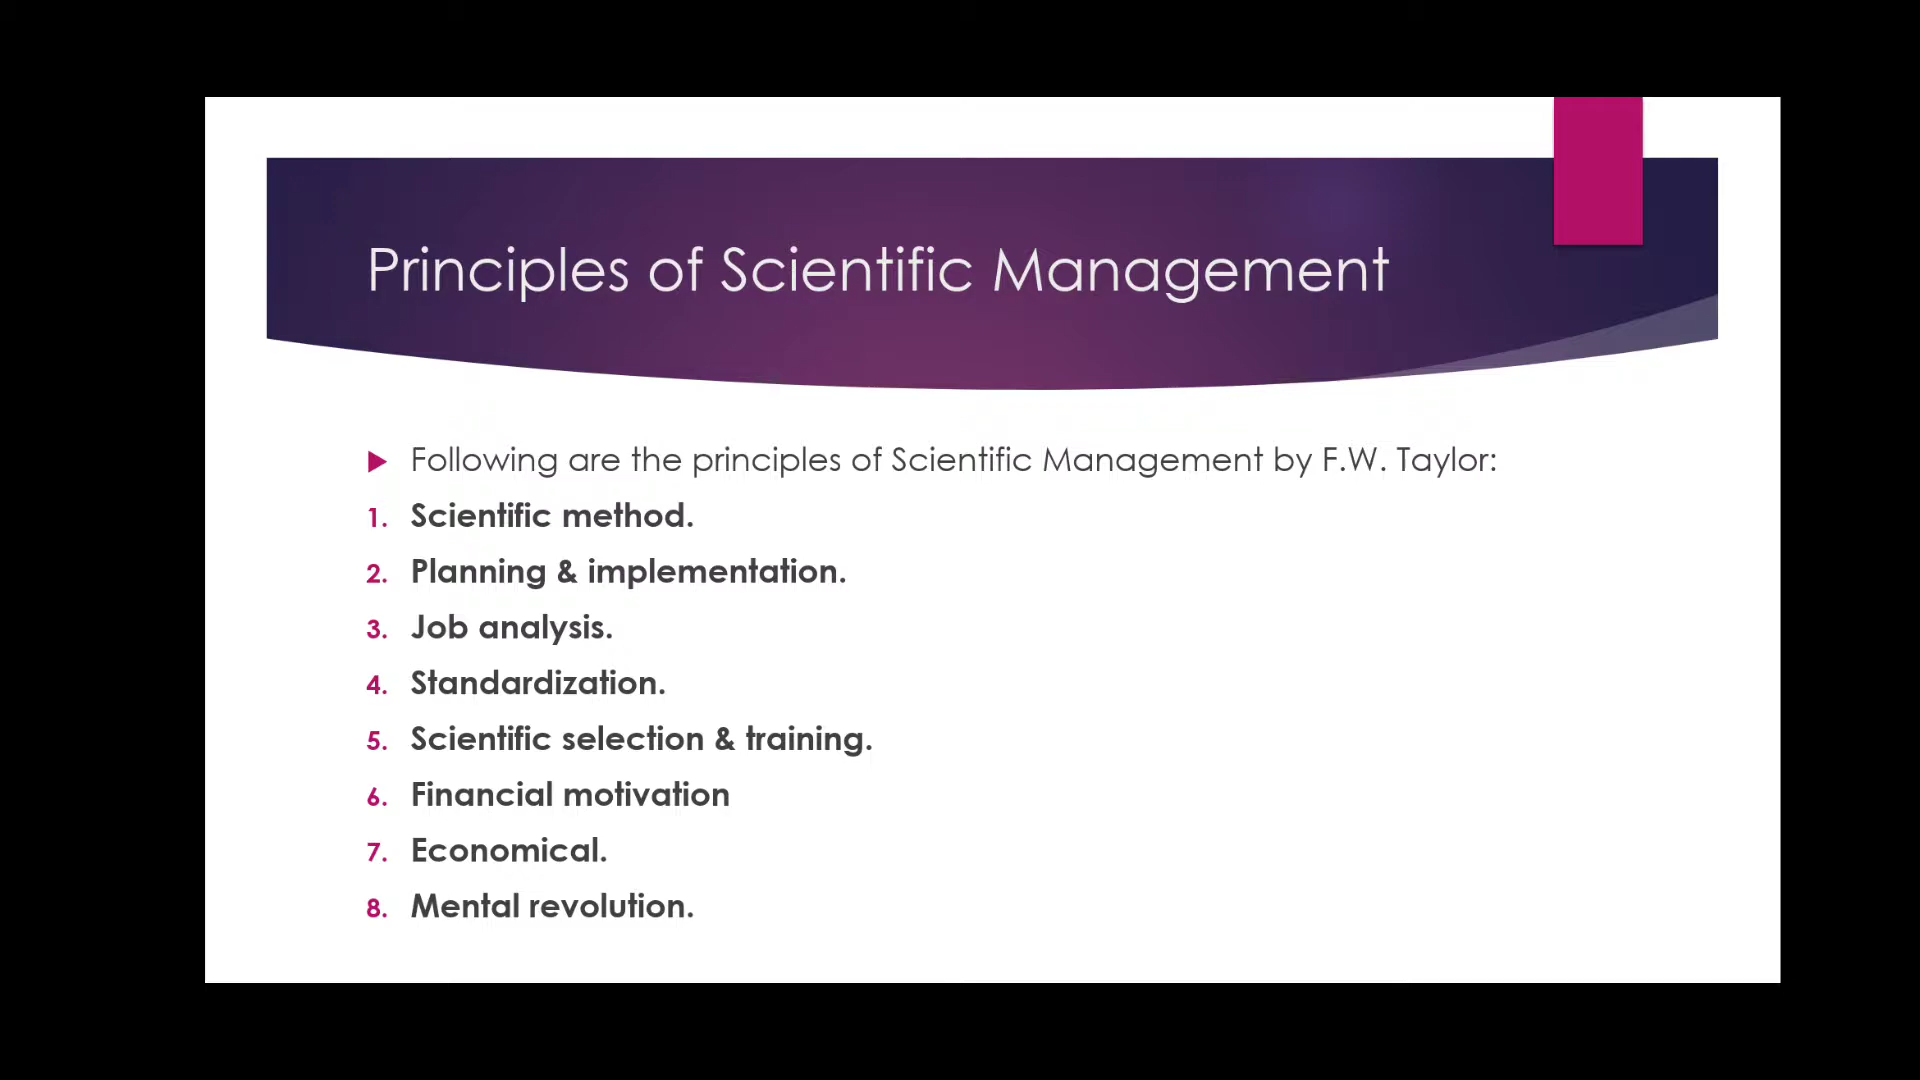 Principles of Scientific Management
Following are the principles of Scientific Management by F.W. Taylor:
1. Scientific method.
2. Planning & implementation.
3. Job analysis.
4. Standardization.
5. Scientific selection & training.
6. Financial motivation
7. Economical.
8. Mental revolution.